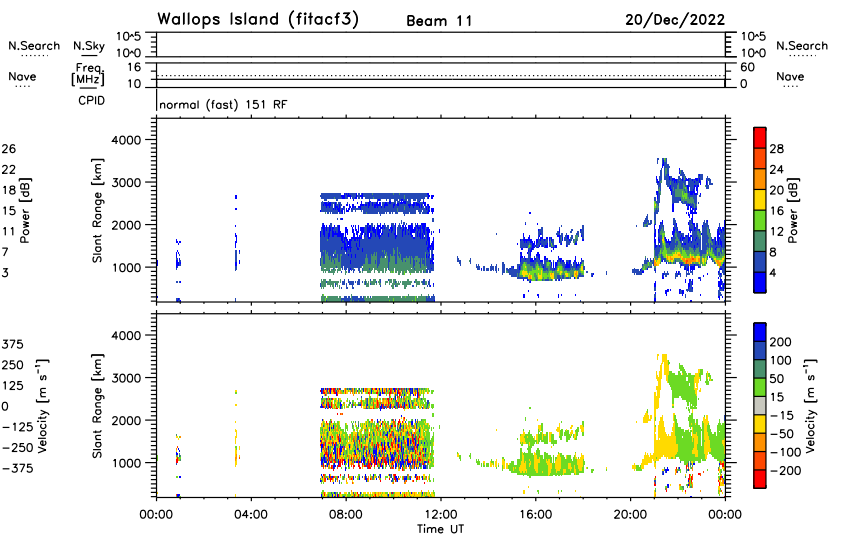 Wallops Island (fitacf3) Beam 11 20/Dec/2022
N.Search N.Sky 10^5 10^5 N.Search
10^0 10^0
Nave Freq. [MHz] 16 60 Nave
10 0
CPID normal (fast) 151 RF
4000
26 28
22 3000 24
18 20
15 2000 16
11 12
7 1000 8
3 4
Power [dB] Slant Range [km] Power [dB]
4000
375 200
250 3000 100
125 50
0 2000 15
-125 -15
-250 1000 -50
-375 -100
-200
Velocity [m s⁻¹] Slant Range [km] Velocity [m s⁻¹]
00:00 04:00 08:00 12:00 16:00 20:00 00:00
Time UT